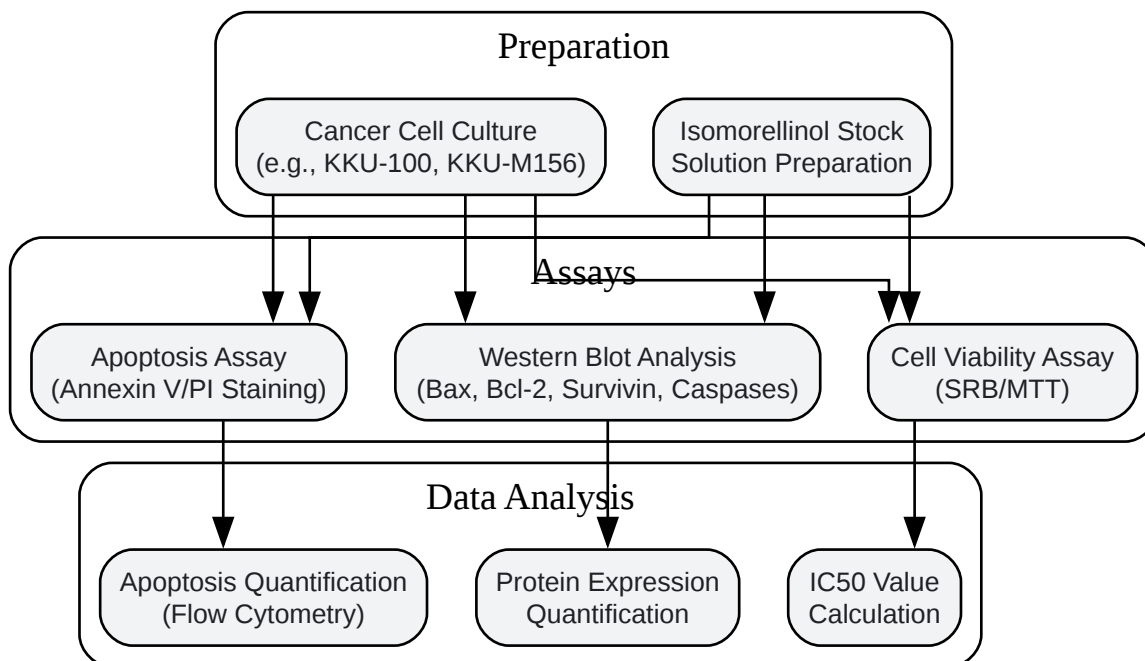 Preparation
Cancer Cell Culture
(e.g., KKU-100, KKU-M156)
Isomorellinol Stock
Solution Preparation
Assays
Apoptosis Assay
(Annexin V/PI Staining)
Western Blot Analysis
(Bax, Bcl-2, Survivin, Caspases)
Cell Viability Assay
(SRB/MTT)
Data Analysis
Apoptosis Quantification
(Flow Cytometry)
Protein Expression
Quantification
IC50 Value
Calculation